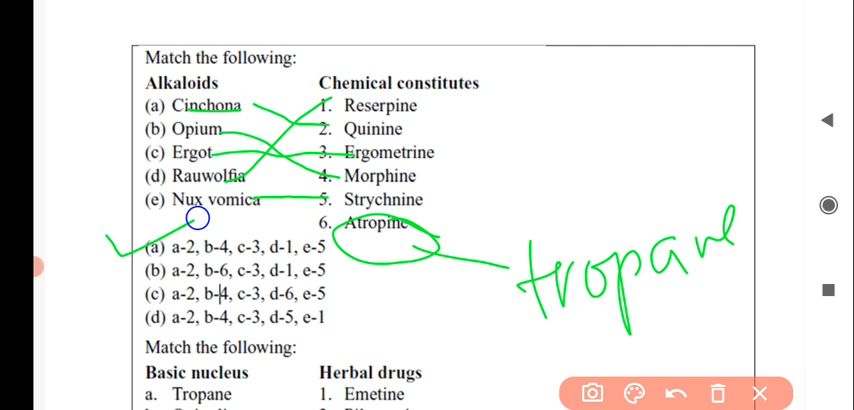 Match the following:
Alkaloids Chemical constitutes
(a) Cinchona 1. Reserpine
(b) Opium 2. Quinine
(c) Ergot 3. Ergometrine
(d) Rauwolfia 4. Morphine
(e) Nux vomica 5. Strychnine
6. Atropine
(a) a-2, b-4, c-3, d-1, e-5
(b) a-2, b-6, c-3, d-1, e-5
(c) a-2, b-4, c-3, d-6, e-5
(d) a-2, b-4, c-3, d-5, e-1
tropane
Match the following:
Basic nucleus Herbal drugs
a. Tropane 1. Emetine